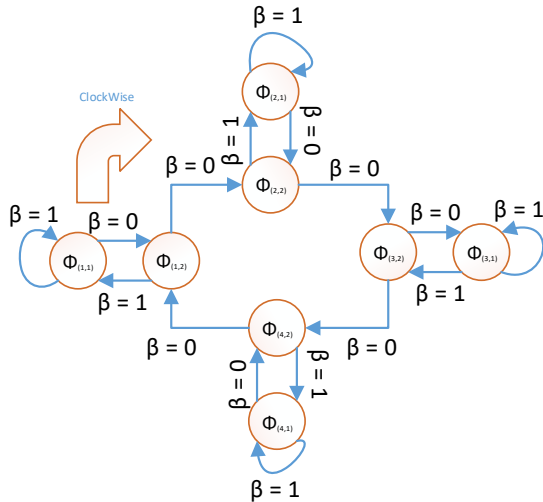 β = 1
ClockWise
Φ(2,1)
β = 1
β = 0
β = 0
Φ(2,2)
β = 0
β = 1
β = 0
β = 0
β = 1
Φ(1,1)
Φ(1,2)
Φ(3,2)
Φ(3,1)
β = 1
β = 1
Φ(4,2)
β = 0
β = 0
β = 0
β = 1
Φ(4,1)
β = 1